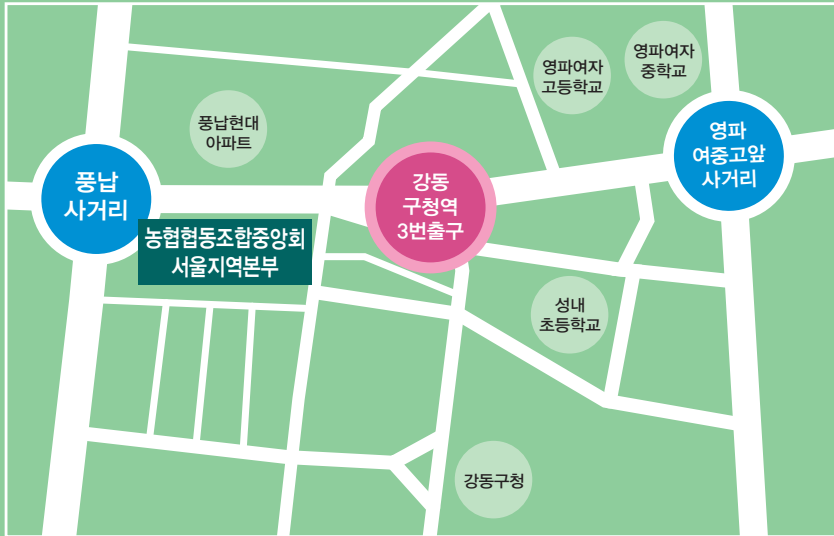 영파여자
고등학교
영파여자
중학교
풍납현대
아파트
영파
여중고앞
사거리
풍납
사거리
강동
구청역
3번출구
농협협동조합중앙회
서울지역본부
성내
초등학교
강동구청